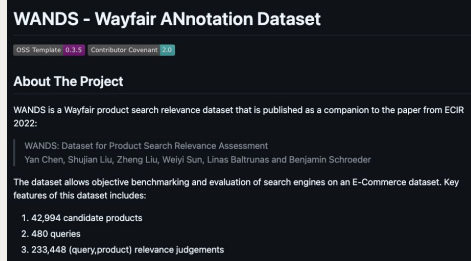 WANDS - Wayfair ANnotation Dataset
OSS Template 0.3.5 Contributor Covenant 2.0
About The Project
WANDS is a Wayfair product search relevance dataset that is published as a companion to the paper from ECIR
2022:
WANDS: Dataset for Product Search Relevance Assessment
Yan Chen, Shujian Liu, Zheng Liu, Weiyi Sun, Linas Baltrunas and Benjamin Schroeder
The dataset allows objective benchmarking and evaluation of search engines on an E-Commerce dataset. Key
features of this dataset includes:
1. 42,994 candidate products
2. 480 queries
3. 233,448 (query,product) relevance judgements